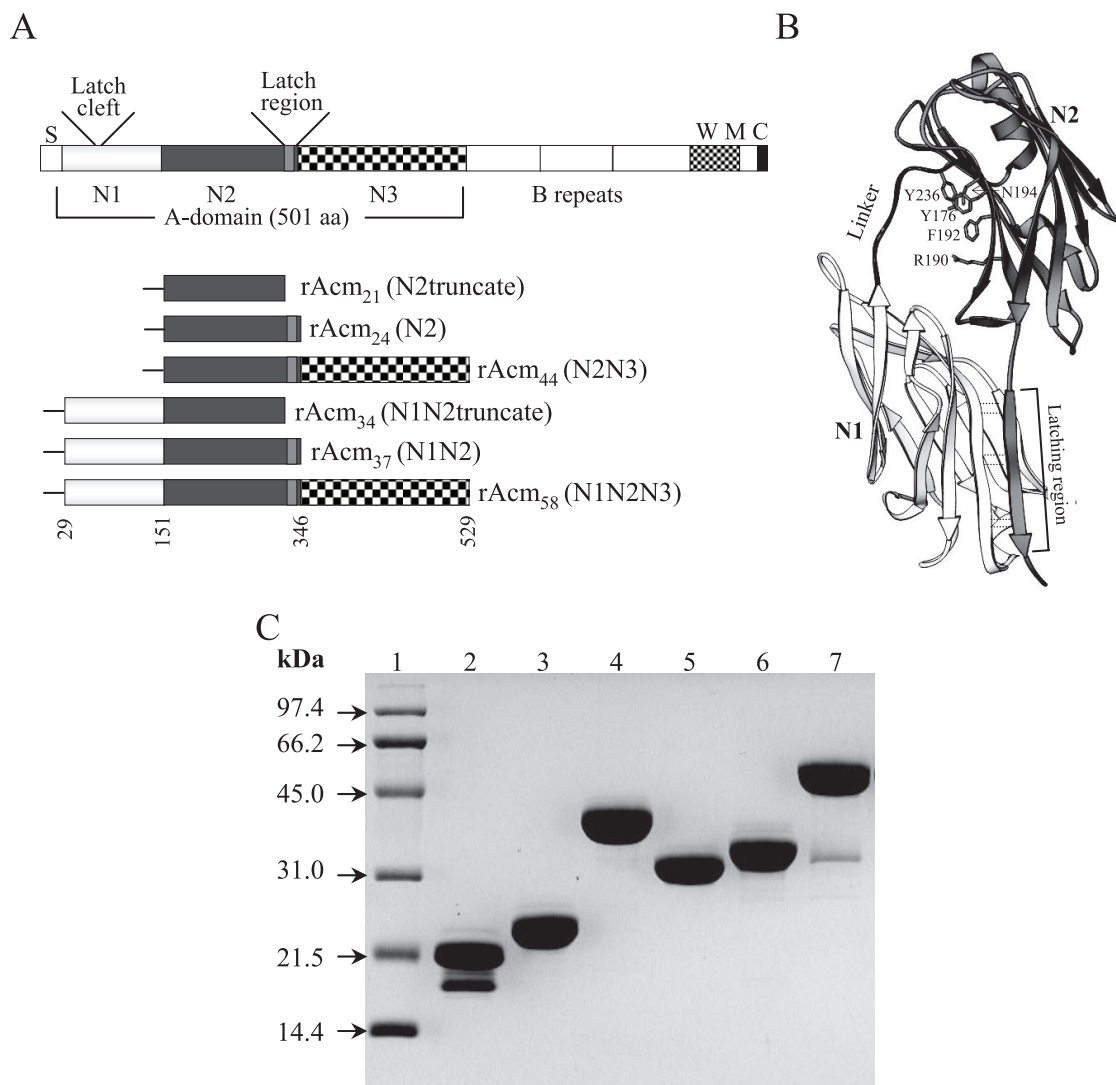 A
Latch cleft
Latch region
S
W M C
N1 N2 N3 B repeats
A-domain (501 aa)
rAcm21 (N2truncate)
rAcm24 (N2)
rAcm44 (N2N3)
rAcm34 (N1N2truncate)
rAcm37 (N1N2)
rAcm58 (N1N2N3)
29 151 346 529
B
N2
Y236 N194
Y176
F192
R190
Linker
N1
Latching region
C
kDa 1 2 3 4 5 6 7
97.4
66.2
45.0
31.0
21.5
14.4